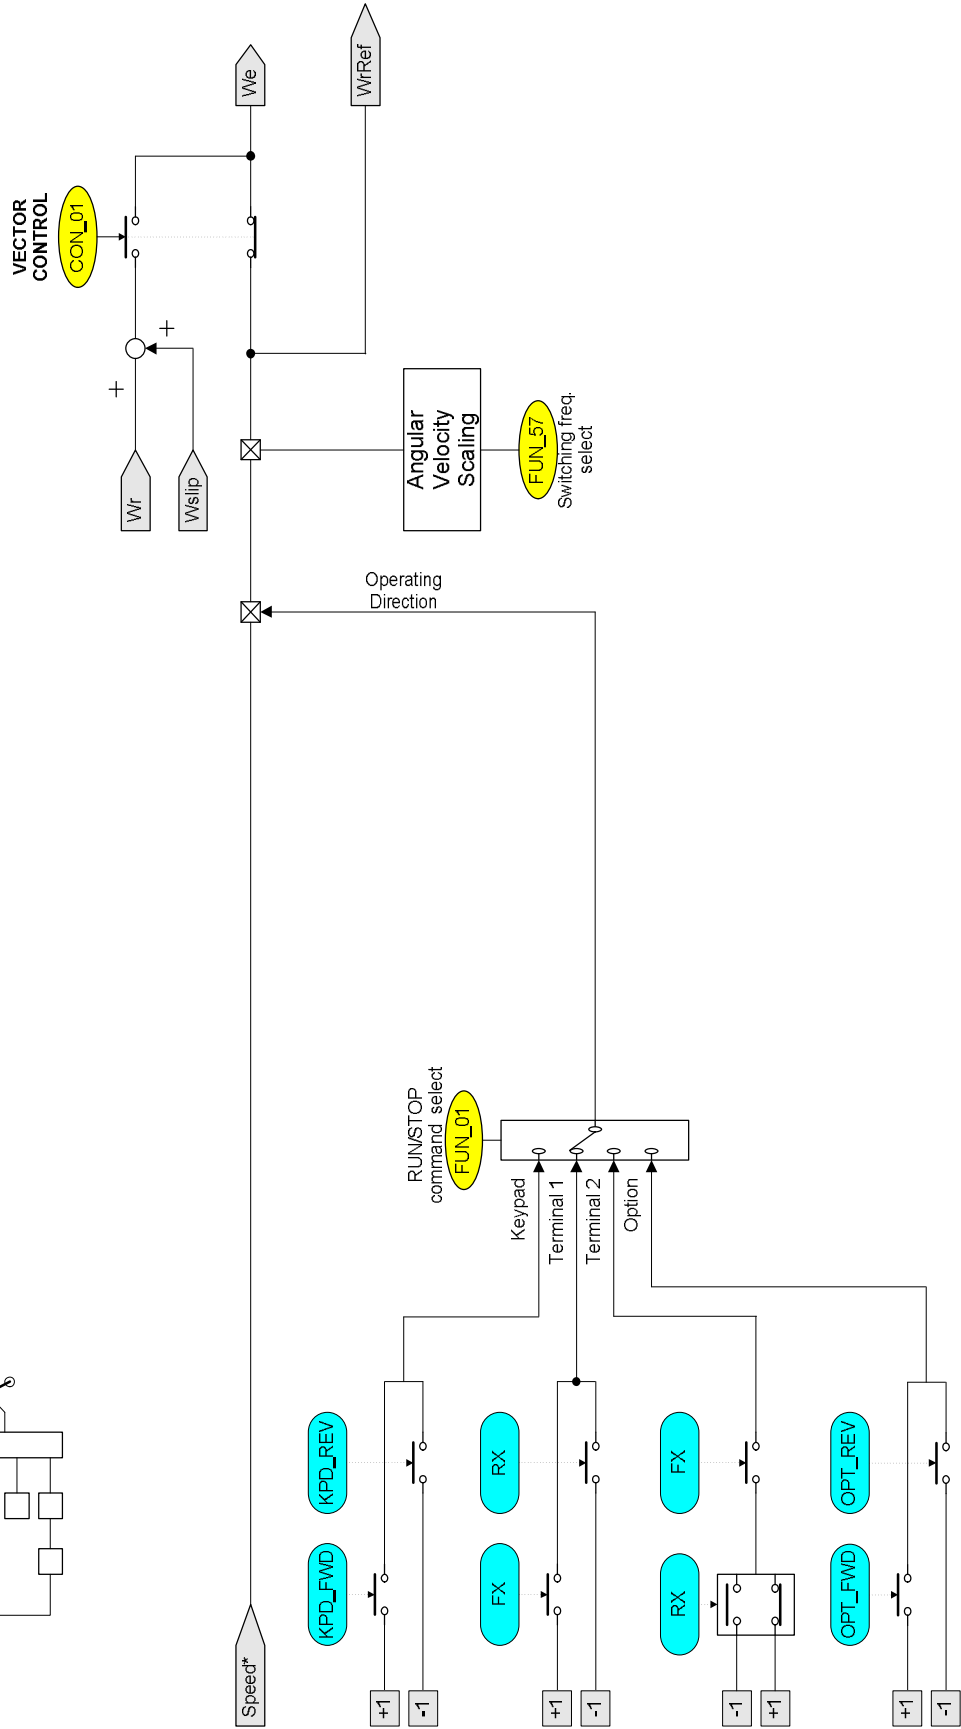 VECTOR
CONTROL
CON_01
We
WrRef
+
+
Wr
Wslip
Angular
Velocity
Scaling
FUN_57
Switching freq.
select
Operating
Direction
RUN/STOP
command select
FUN_01
Keypad
Terminal 1
Terminal 2
Option
Speed*
KPD_FWD
KPD_REV
+1
-1
FX
RX
+1
-1
RX
FX
-1
+1
OPT_FWD
OPT_REV
+1
-1